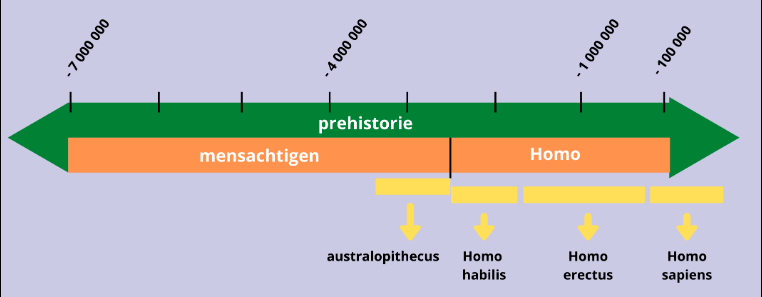 - 7 000 000
- 4 000 000
- 1 000 000
- 100 000
prehistorie
mensachtigen
Homo
australopithecus
Homo
habilis
Homo
erectus
Homo
sapiens